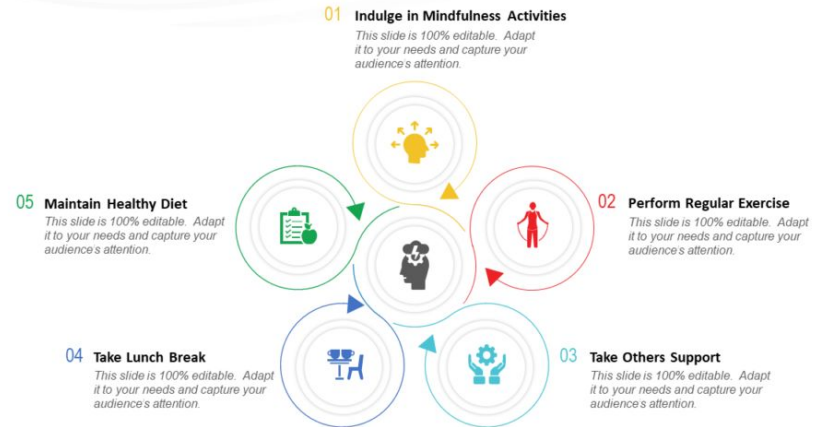 01 Indulge in Mindfulness Activities
This slide is 100% editable. Adapt
it to your needs and capture your
audience's attention.
05 Maintain Healthy Diet
This slide is 100% editable. Adapt
it to your needs and capture your
audience's attention.
02 Perform Regular Exercise
This slide is 100% editable. Adapt
it to your needs and capture your
audience's attention.
04 Take Lunch Break
This slide is 100% editable. Adapt
it to your needs and capture your
audience's attention.
03 Take Others Support
This slide is 100% editable. Adapt
it to your needs and capture your
audience's attention.